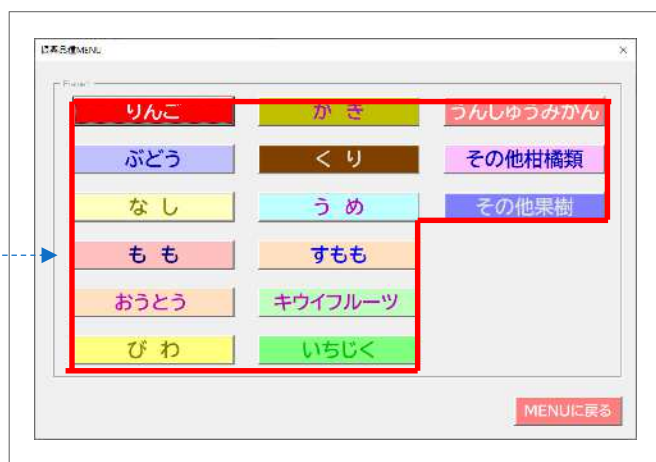 MENU
りんご
かき
うんしゅうみかん
ぶどう
くり
その他柑橘類
なし
うめ
その他果樹
もも
すもも
おうとう
キウイフルーツ
びわ
いちじく
MENUに戻る